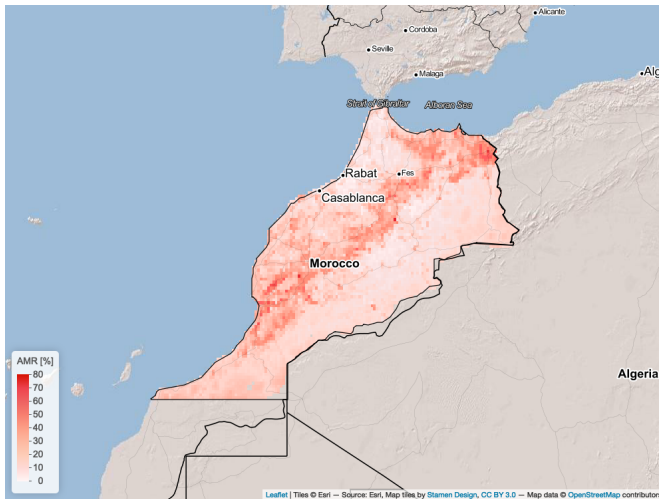 Alicante
Cordoba
Seville
Malaga
Strait of Gibraltar
Alboran Sea
Alg
Rabat
Fes
Casablanca
Morocco
AMR [%]
80
70
60
50
40
30
20
10
0
Algeria
Leaflet | Tiles © Esri — Source: Esri, Map tiles by Stamen Design, CC BY 3.0 — Map data © OpenStreetMap contributor